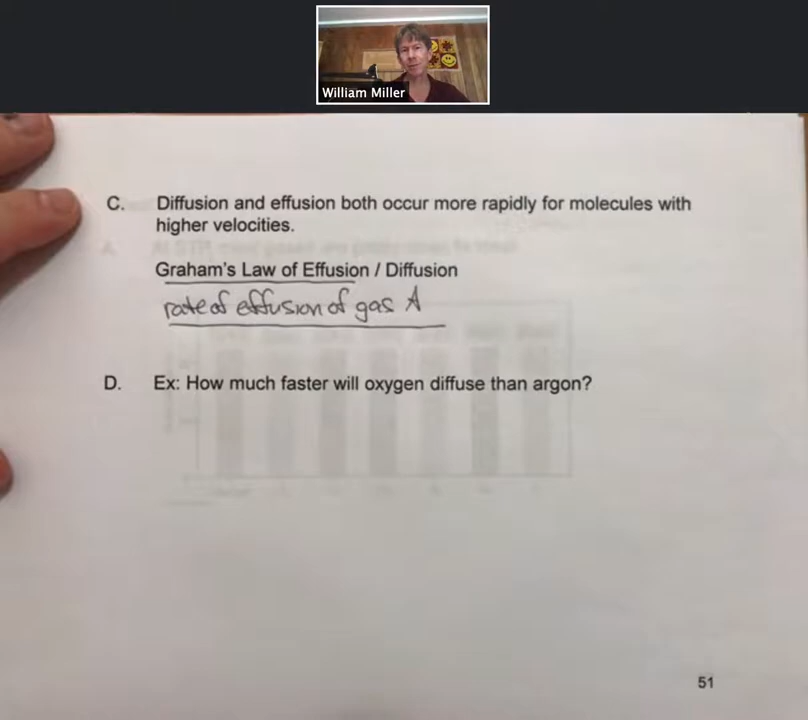 William Miller
C. Diffusion and effusion both occur more rapidly for molecules with
higher velocities.
Graham's Law of Effusion / Diffusion
rate of effusion of gas A
D. Ex: How much faster will oxygen diffuse than argon?
51